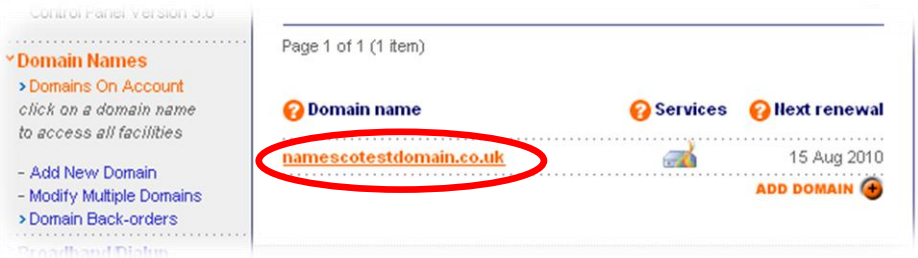 Control Panel Version 3.0
Domain Names
Domains On Account
click on a domain name
to access all facilities
- Add New Domain
- Modify Multiple Domains
Domain Back-orders
Broadband/Dialup
Page 1 of 1 (1 item)
? Domain name ? Services ? Next renewal
namescotestdomain.co.uk 15 Aug 2010
ADD DOMAIN +